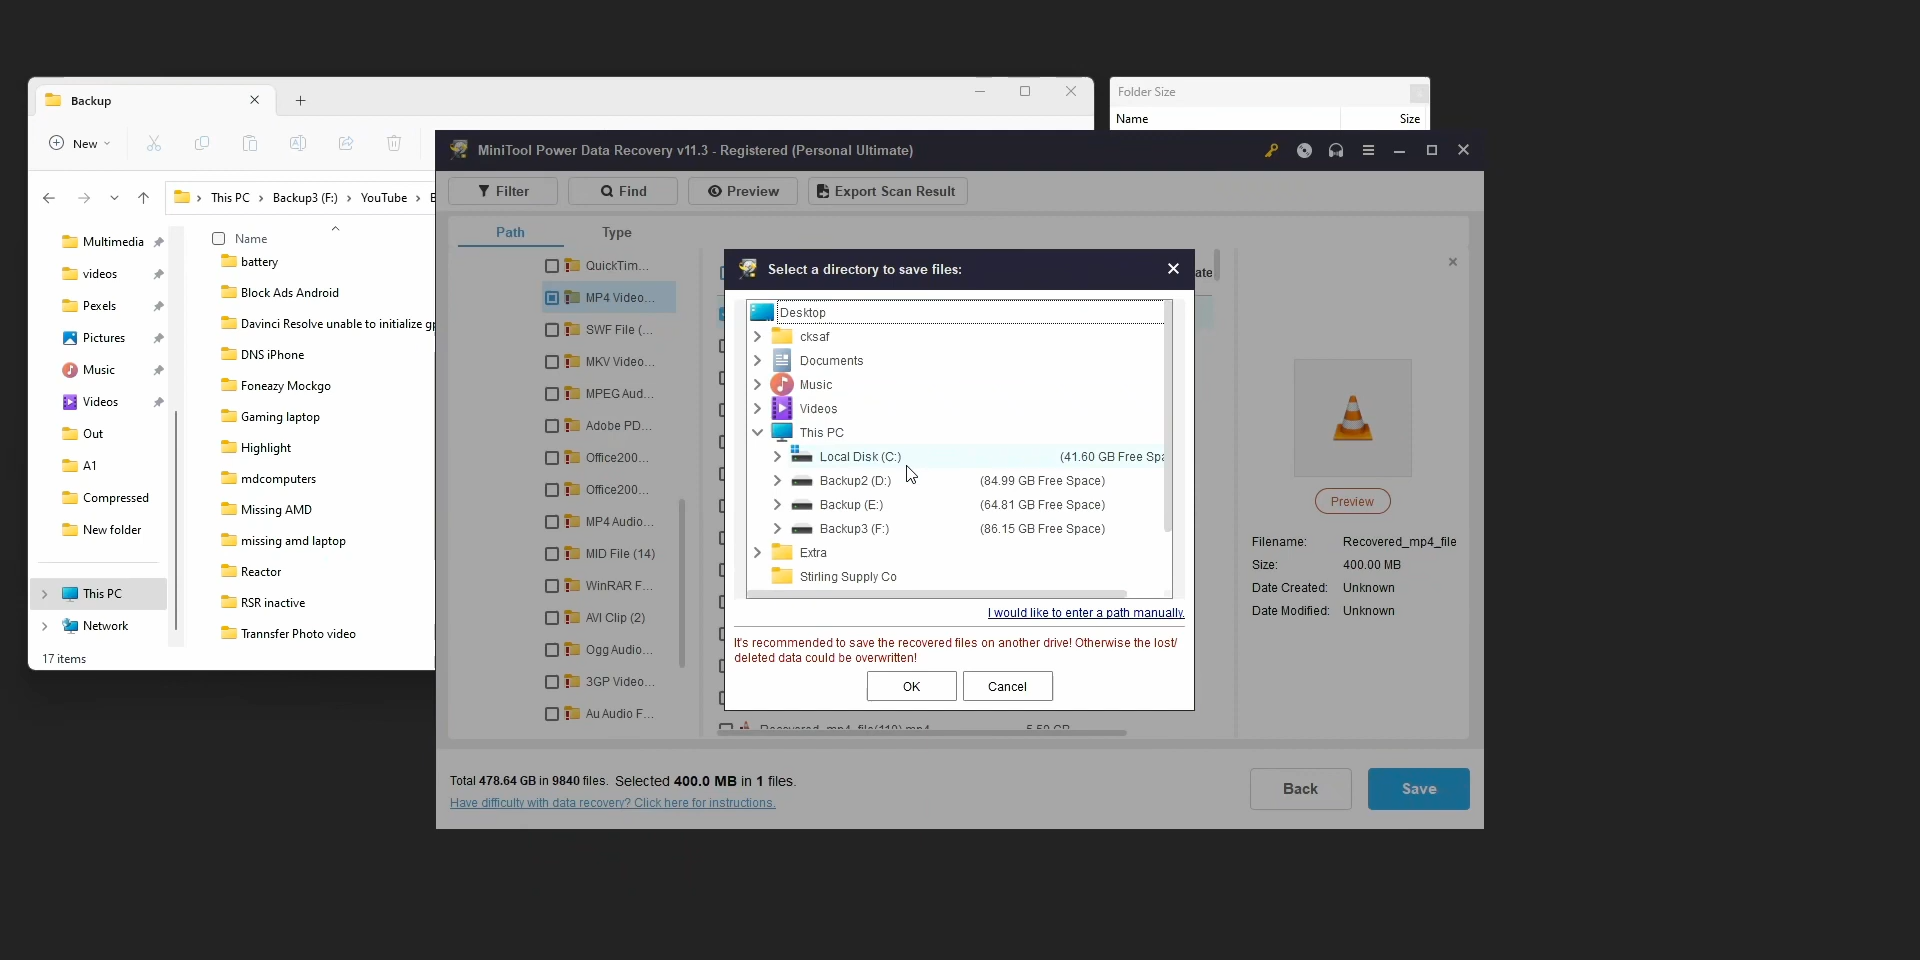 Backup
New
This PC > Backup3 (F:) > YouTube >
Multimedia
videos
Pexels
Pictures
Music
Videos
Out
A1
Compressed
New folder
This PC
Network
17 items
Name
battery
Block Ads Android
Davinci Resolve unable to initialize gp
DNS iPhone
Foneazy Mockgo
Gaming laptop
Highlight
mdcomputers
Missing AMD
missing amd laptop
Reactor
RSR inactive
Trannsfer Photo video
Folder Size
Name Size
MiniTool Power Data Recovery v11.3 - Registered (Personal Ultimate)
Filter Find Preview Export Scan Result
Path Type
QuickTim...
MP4 Video...
SWF File (...
MKV Video...
MPEG Aud...
Adobe PD...
Office200...
Office200...
MP4 Audio...
MID File (14)
WinRAR F...
AVI Clip (2)
Ogg Audio...
3GP Video...
Au Audio F...
Select a directory to save files:
Desktop
cksaf
Documents
Music
Videos
This PC
Local Disk (C:) (41.60 GB Free Spa
Backup2 (D:) (84.99 GB Free Space)
Backup (E:) (64.81 GB Free Space)
Backup3 (F:) (86.15 GB Free Space)
Extra
Stirling Supply Co
I would like to enter a path manually.
It's recommended to save the recovered files on another drive! Otherwise the lost/
deleted data could be overwritten!
OK Cancel
Preview
Filename: Recovered_mp4_file
Size: 400.00 MB
Date Created: Unknown
Date Modified: Unknown
Total 478.64 GB in 9840 files. Selected 400.0 MB in 1 files.
Have difficulty with data recovery? Click here for instructions.
Back Save